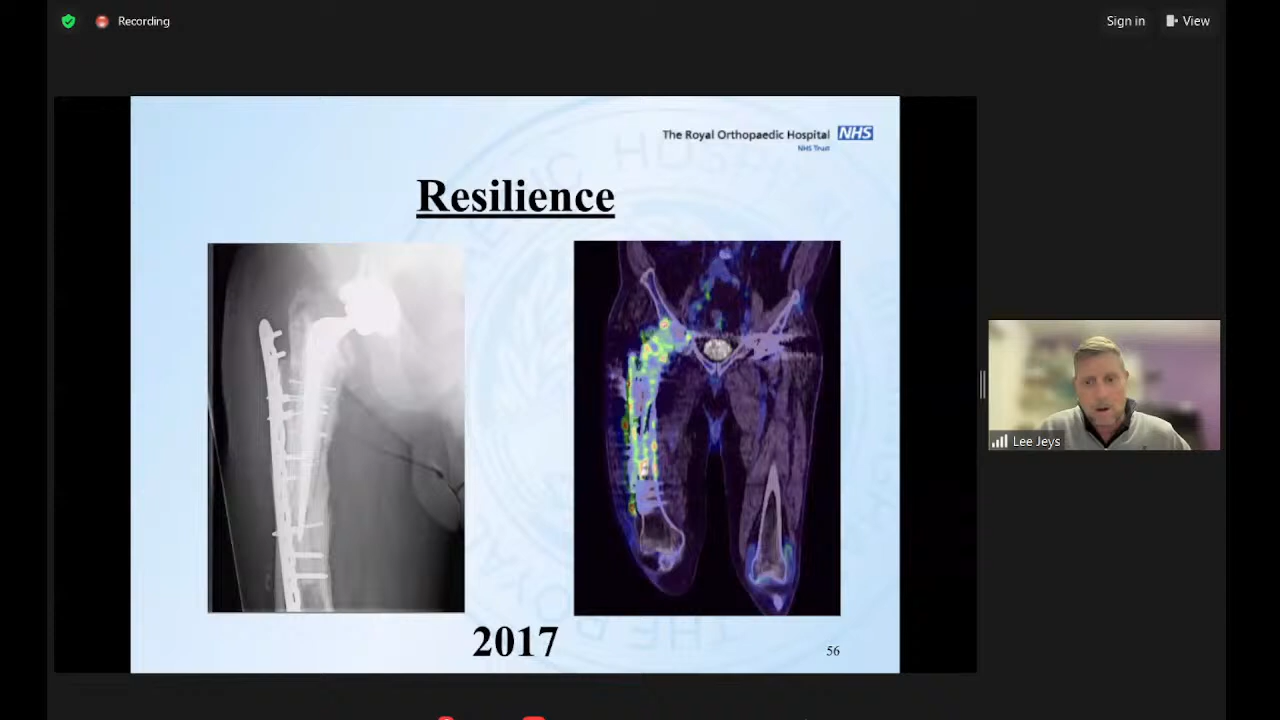 Recording
Sign in
View
The Royal Orthopaedic Hospital NHS
NHS Trust
Resilience
Lee Jeys
2017
56